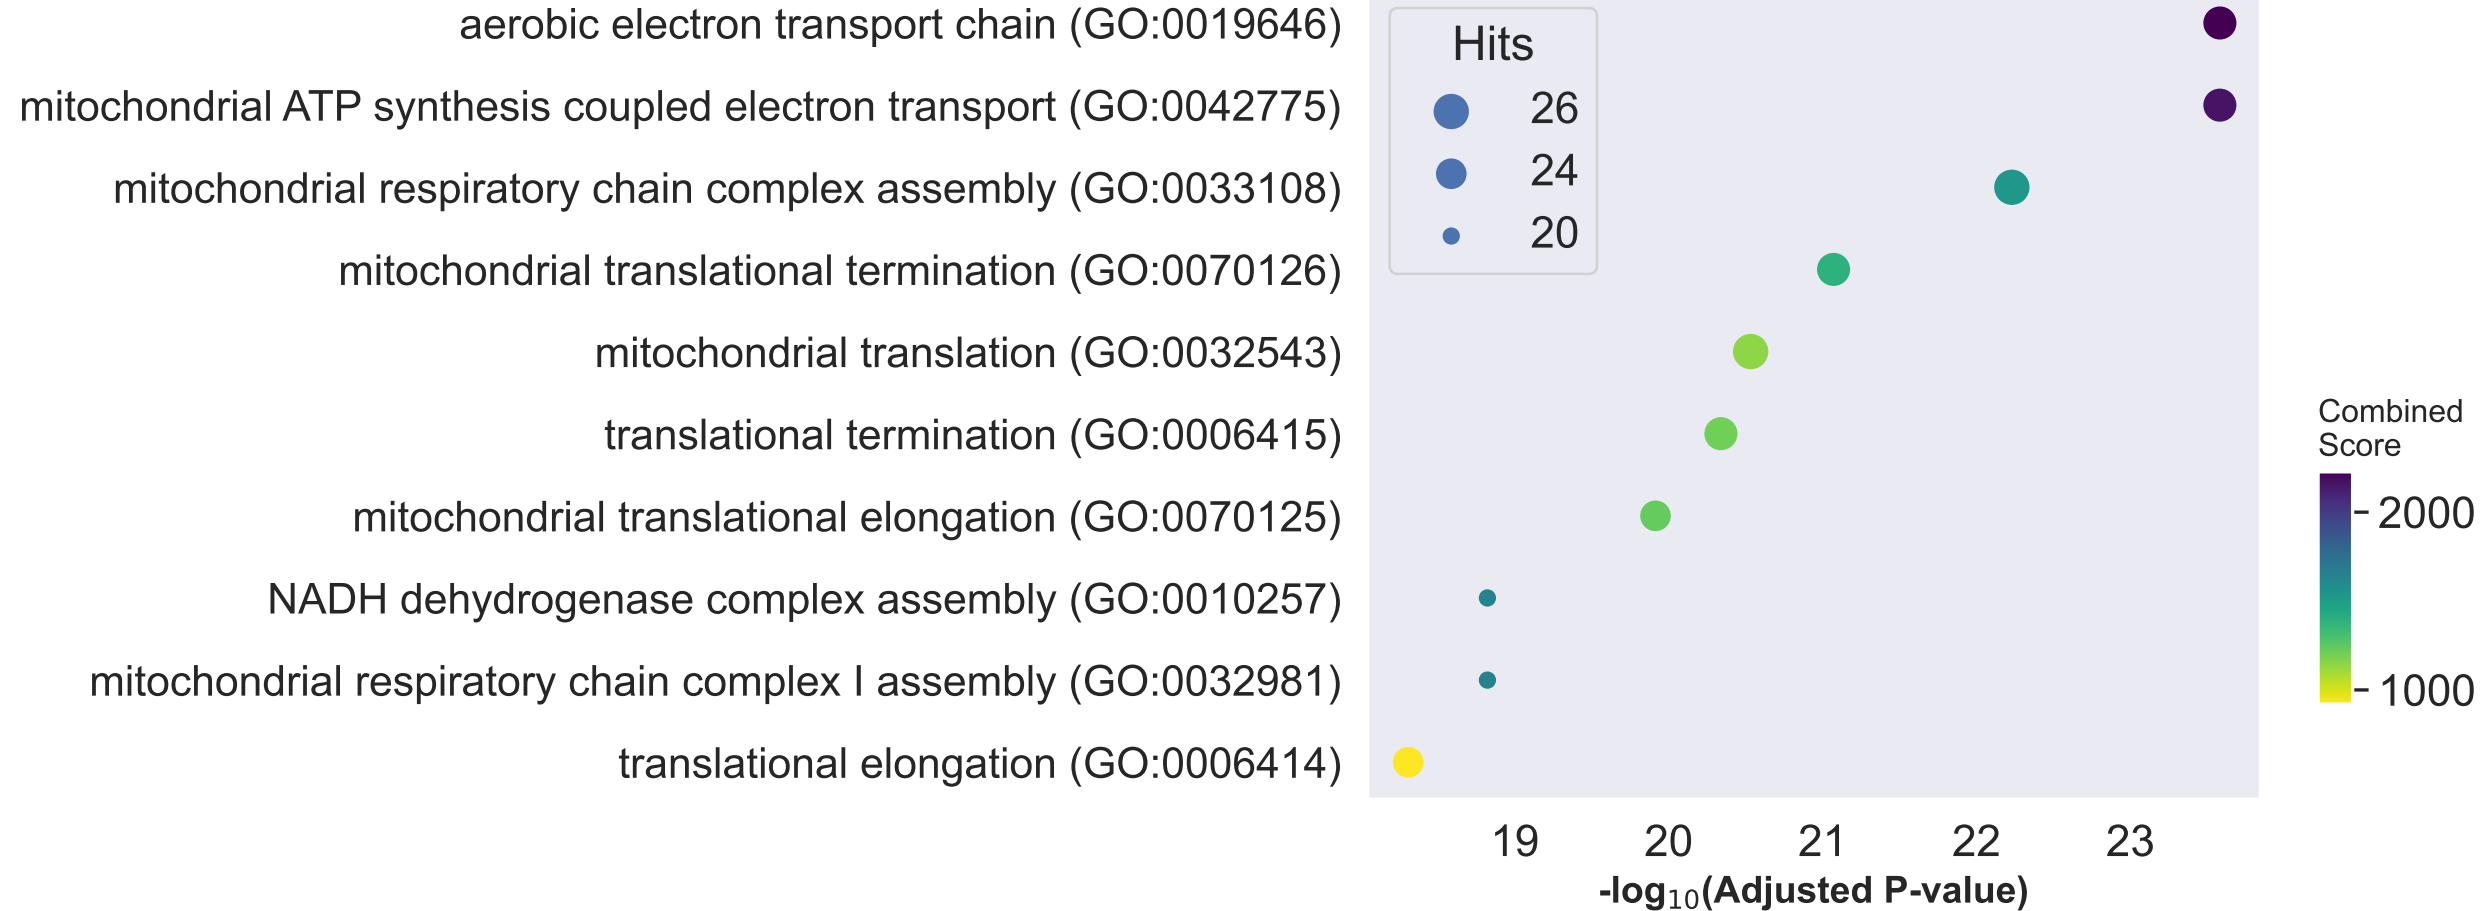 aerobic electron transport chain (GO:0019646)
mitochondrial ATP synthesis coupled electron transport (GO:0042775)
mitochondrial respiratory chain complex assembly (GO:0033108)
mitochondrial translational termination (GO:0070126)
mitochondrial translation (GO:0032543)
translational termination (GO:0006415)
mitochondrial translational elongation (GO:0070125)
NADH dehydrogenase complex assembly (GO:0010257)
mitochondrial respiratory chain complex I assembly (GO:0032981)
translational elongation (GO:0006414)
Hits
26
24
20
Combined
Score
2000
1000
19 20 21 22 23
-log10(Adjusted P-value)